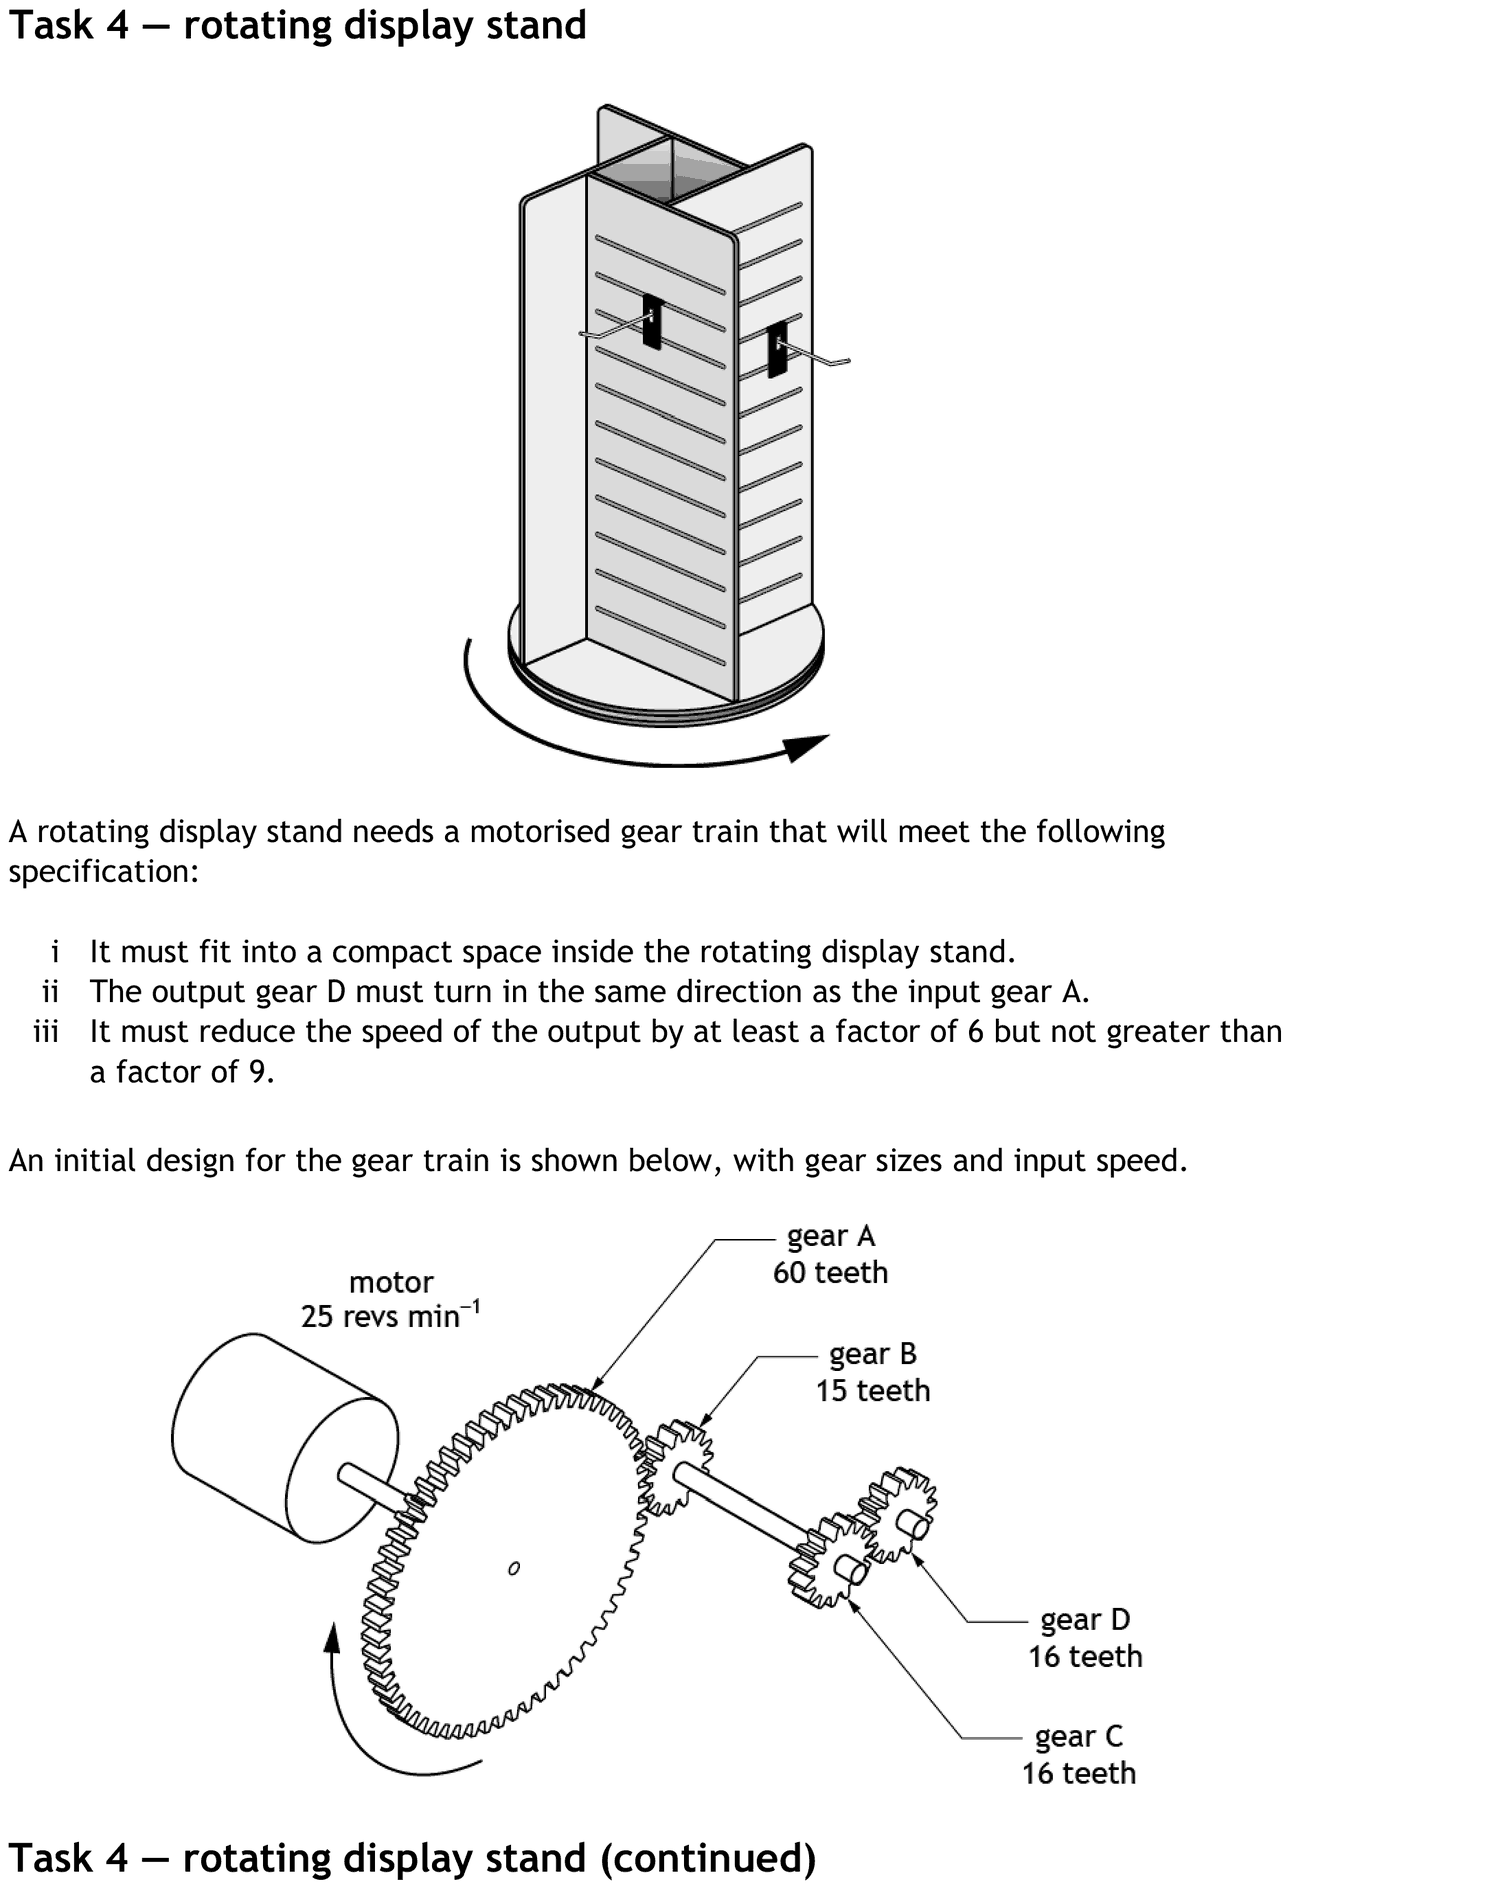 Task 4 — rotating display stand
A rotating display stand needs a motorised gear train that will meet the following
specification:
i It must fit into a compact space inside the rotating display stand.
ii The output gear D must turn in the same direction as the input gear A.
iii It must reduce the speed of the output by at least a factor of 6 but not greater than
a factor of 9.
An initial design for the gear train is shown below, with gear sizes and input speed.
gear A
60 teeth
motor
25 revs min⁻¹
gear B
15 teeth
gear D
16 teeth
gear C
16 teeth
Task 4 — rotating display stand (continued)